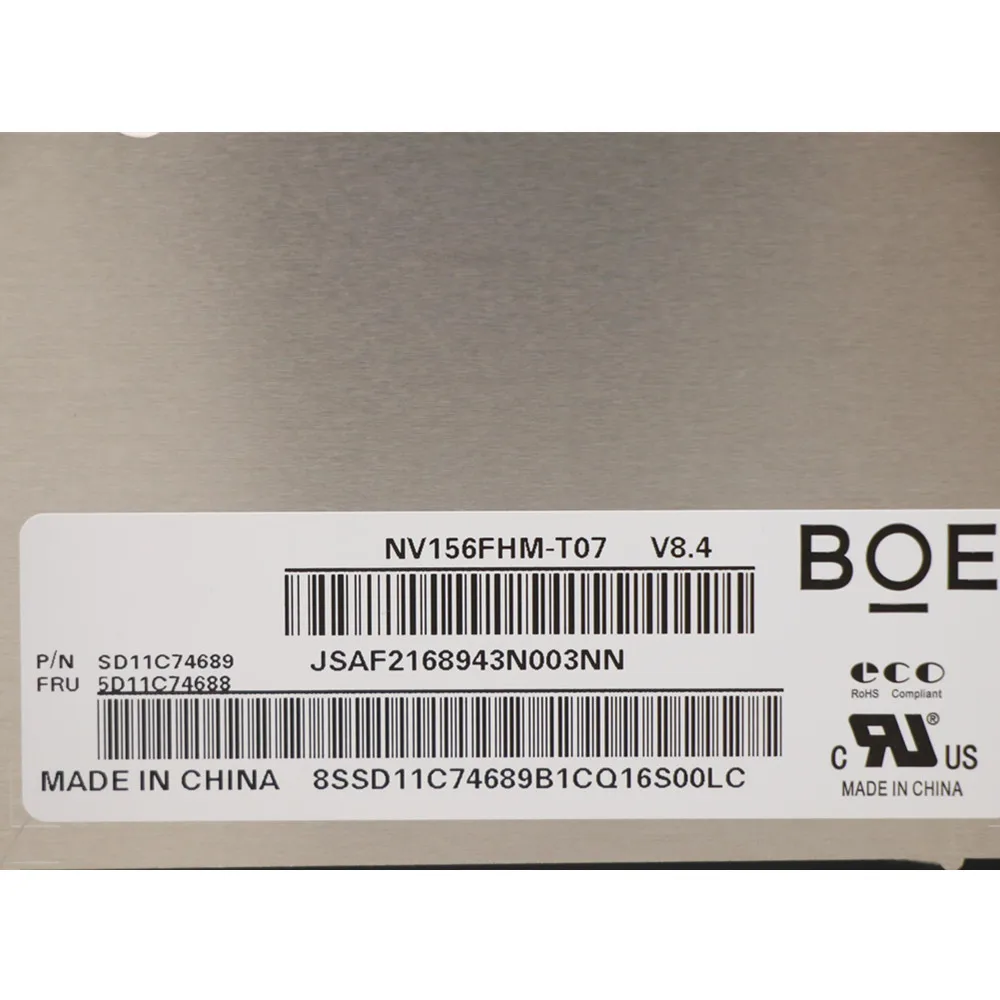 NV156FHM-T07 V8.4
BOE
P/N SD11C74689
JSAF2168943N003NN
FRU 5D11C74688
eco
RoHS Compliant
c RU ® US
MADE IN CHINA
8SSD11C74689B1CQ16S00LC
MADE IN CHINA